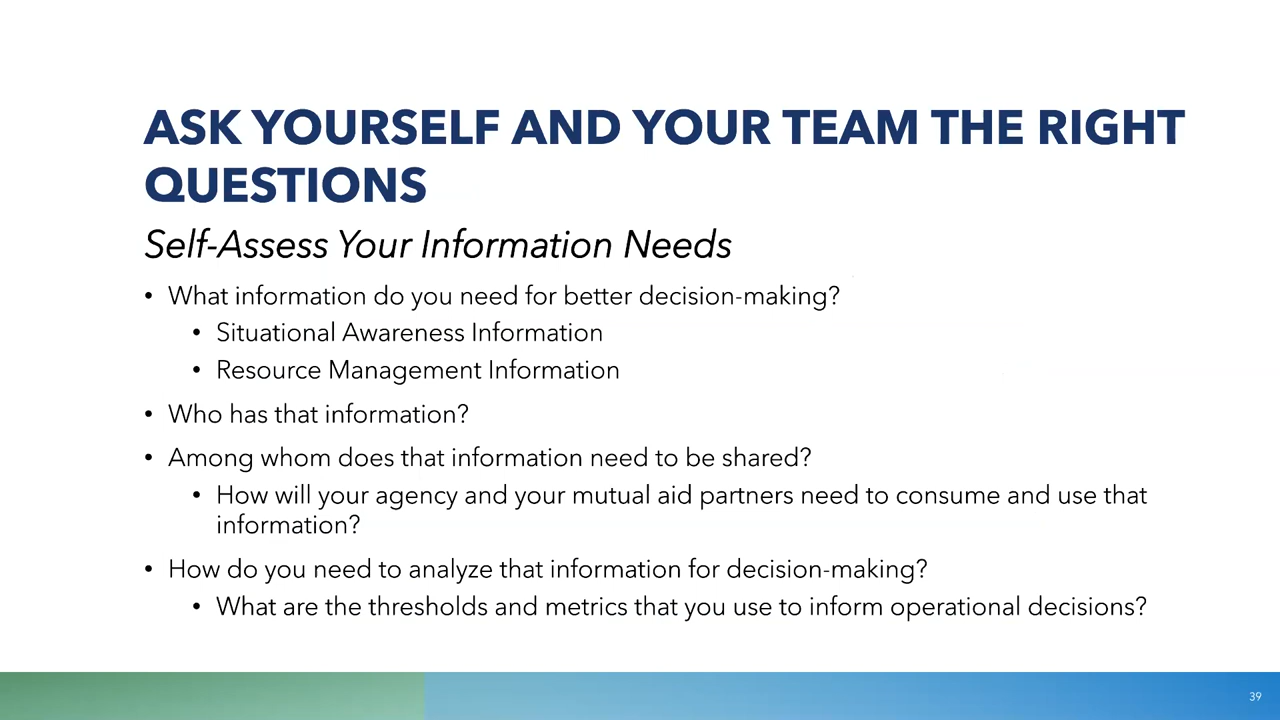 ASK YOURSELF AND YOUR TEAM THE RIGHT
QUESTIONS
Self-Assess Your Information Needs
• What information do you need for better decision-making?
• Situational Awareness Information
• Resource Management Information
• Who has that information?
• Among whom does that information need to be shared?
• How will your agency and your mutual aid partners need to consume and use that
information?
• How do you need to analyze that information for decision-making?
• What are the thresholds and metrics that you use to inform operational decisions?
39